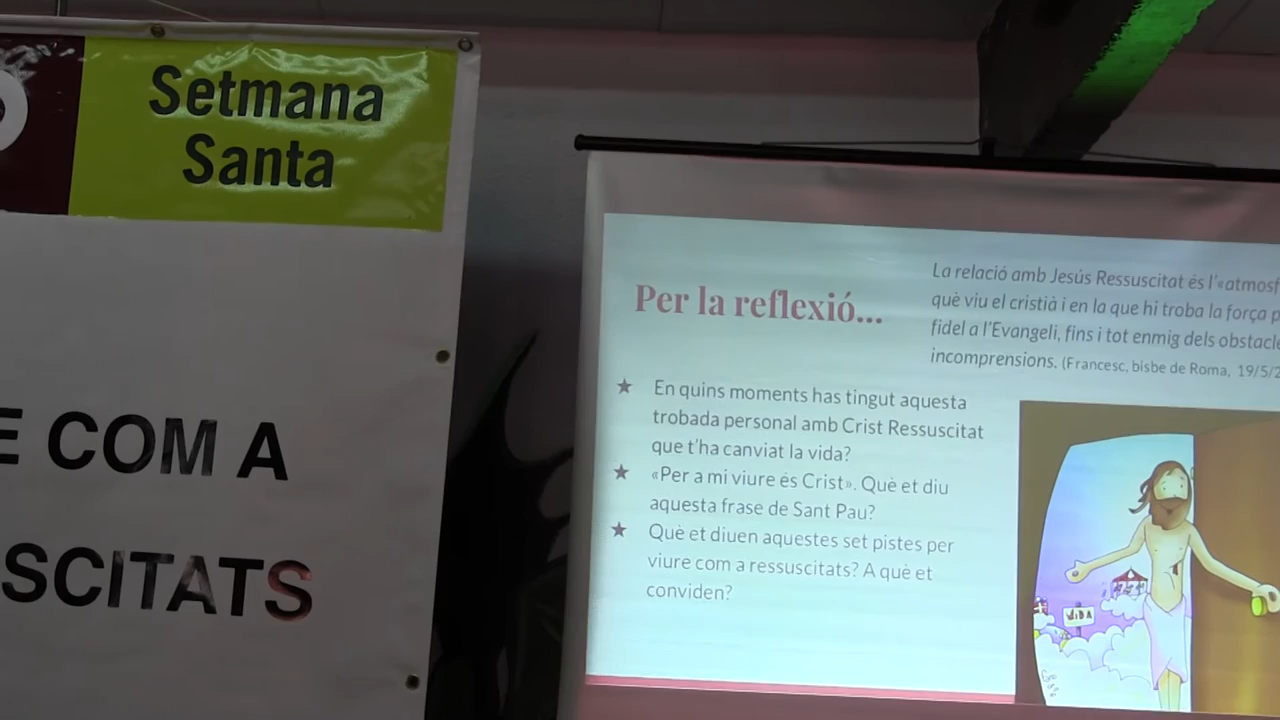 Setmana
Santa
COM A
SCITATS
Per la reflexió...
La relació amb Jesús Ressuscitat és l'«atmosf
què viu el cristià i en la que hi troba la força p
fidel a l'Evangeli, fins i tot enmig dels obstacle
incomprensions. (Francesc, bisbe de Roma, 19/5/2
★ En quins moments has tingut aquesta
trobada personal amb Crist Ressuscitat
que t'ha canviat la vida?
★ «Per a mi viure és Crist». Què et diu
aquesta frase de Sant Pau?
★ Què et diuen aquestes set pistes per
viure com a ressuscitats? A què et
conviden?
ViDA